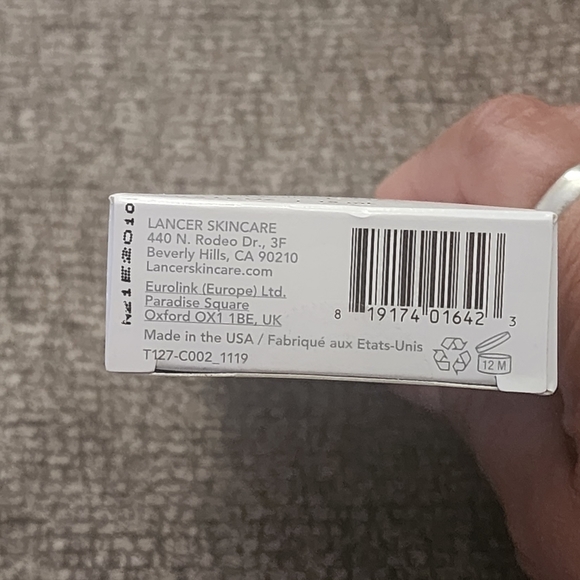 LANCER SKINCARE
440 N. Rodeo Dr., 3F
Beverly Hills, CA 90210
Lancerskincare.com
Eurolink (Europe) Ltd.
Paradise Square
Oxford OX1 1BE, UK
Made in the USA / Fabriqué aux Etats-Unis
T127-C002_1119
8 19174 01642 3
12 M